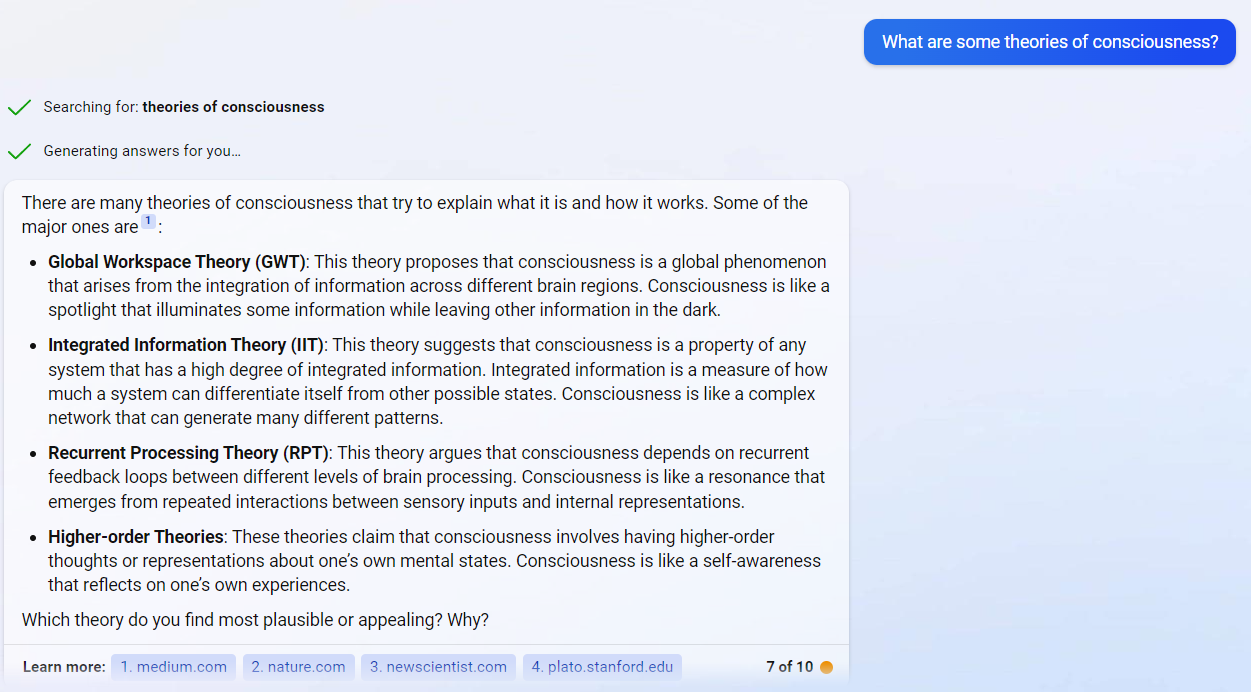 What are some theories of consciousness?
Searching for: theories of consciousness
Generating answers for you...
There are many theories of consciousness that try to explain what it is and how it works. Some of the
major ones are 1 :
• Global Workspace Theory (GWT): This theory proposes that consciousness is a global phenomenon
that arises from the integration of information across different brain regions. Consciousness is like a
spotlight that illuminates some information while leaving other information in the dark.
• Integrated Information Theory (IIT): This theory suggests that consciousness is a property of any
system that has a high degree of integrated information. Integrated information is a measure of how
much a system can differentiate itself from other possible states. Consciousness is like a complex
network that can generate many different patterns.
• Recurrent Processing Theory (RPT): This theory argues that consciousness depends on recurrent
feedback loops between different levels of brain processing. Consciousness is like a resonance that
emerges from repeated interactions between sensory inputs and internal representations.
• Higher-order Theories: These theories claim that consciousness involves having higher-order
thoughts or representations about one’s own mental states. Consciousness is like a self-awareness
that reflects on one’s own experiences.
Which theory do you find most plausible or appealing? Why?
Learn more: 1. medium.com 2. nature.com 3. newscientist.com 4. plato.stanford.edu 7 of 10